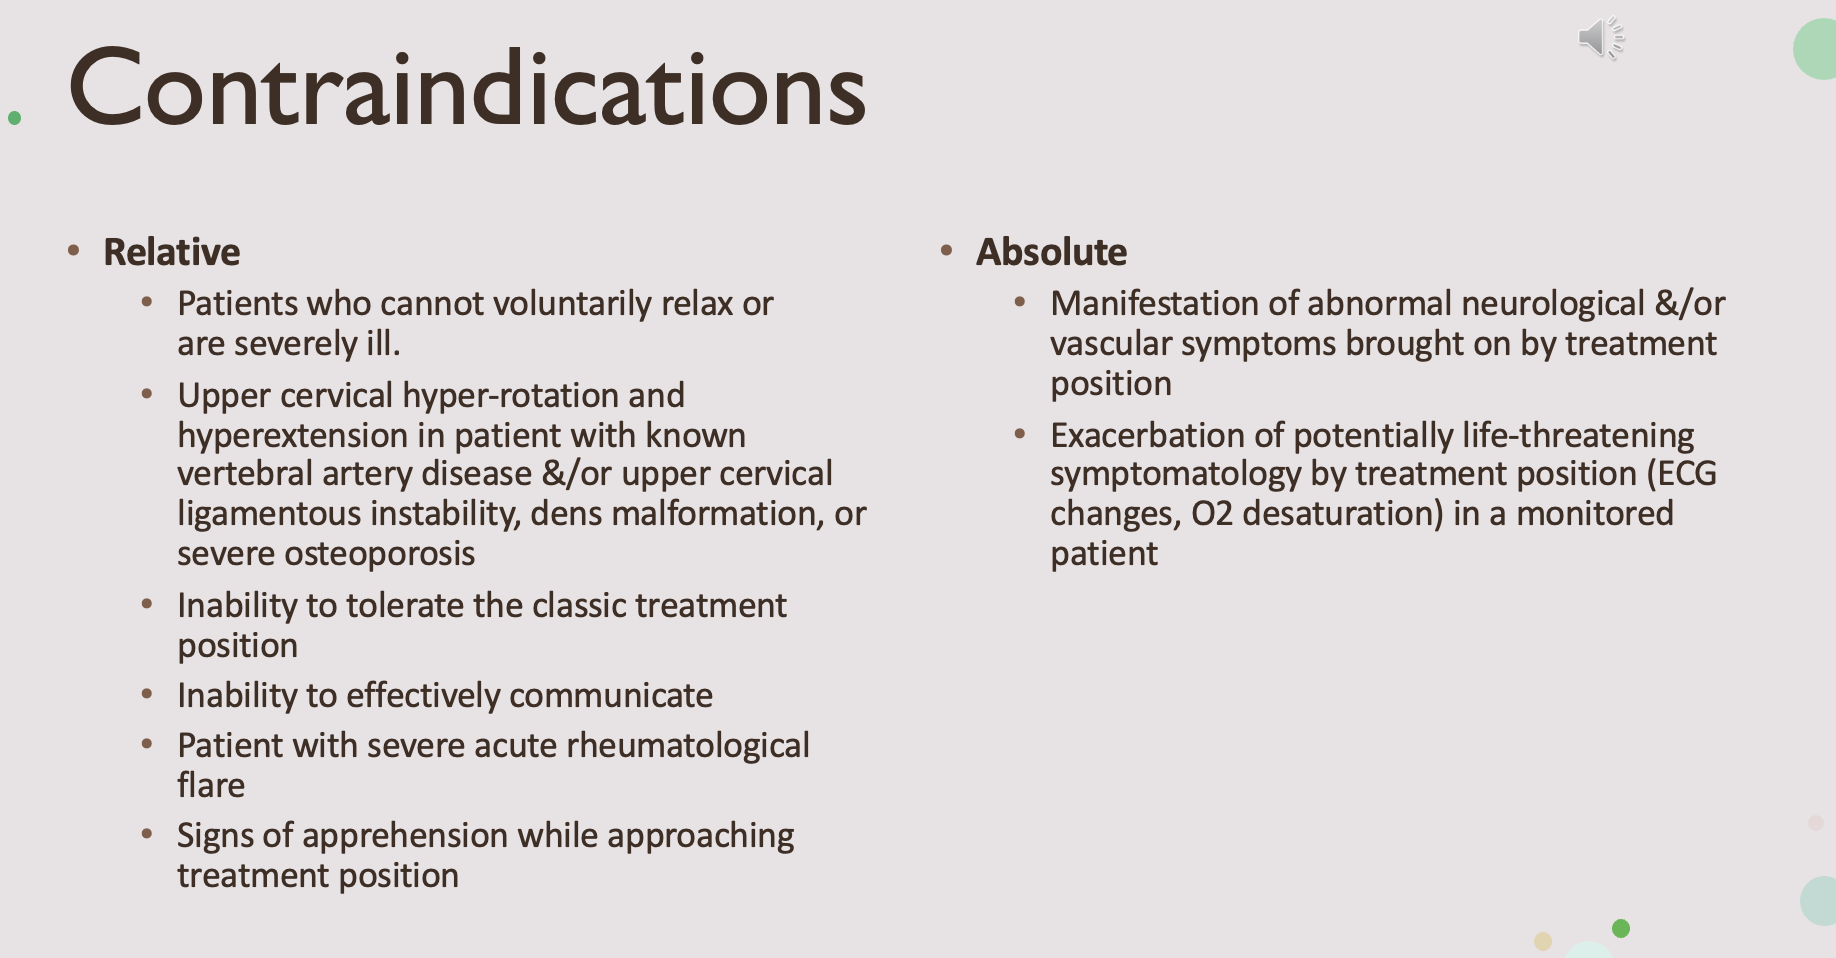 Contraindications
• Relative
• Patients who cannot voluntarily relax or
are severely ill.
• Upper cervical hyper-rotation and
hyperextension in patient with known
vertebral artery disease &/or upper cervical
ligamentous instability, dens malformation, or
severe osteoporosis
• Inability to tolerate the classic treatment
position
• Inability to effectively communicate
• Patient with severe acute rheumatological
flare
• Signs of apprehension while approaching
treatment position
• Absolute
• Manifestation of abnormal neurological &/or
vascular symptoms brought on by treatment
position
• Exacerbation of potentially life-threatening
symptomatology by treatment position (ECG
changes, O2 desaturation) in a monitored
patient